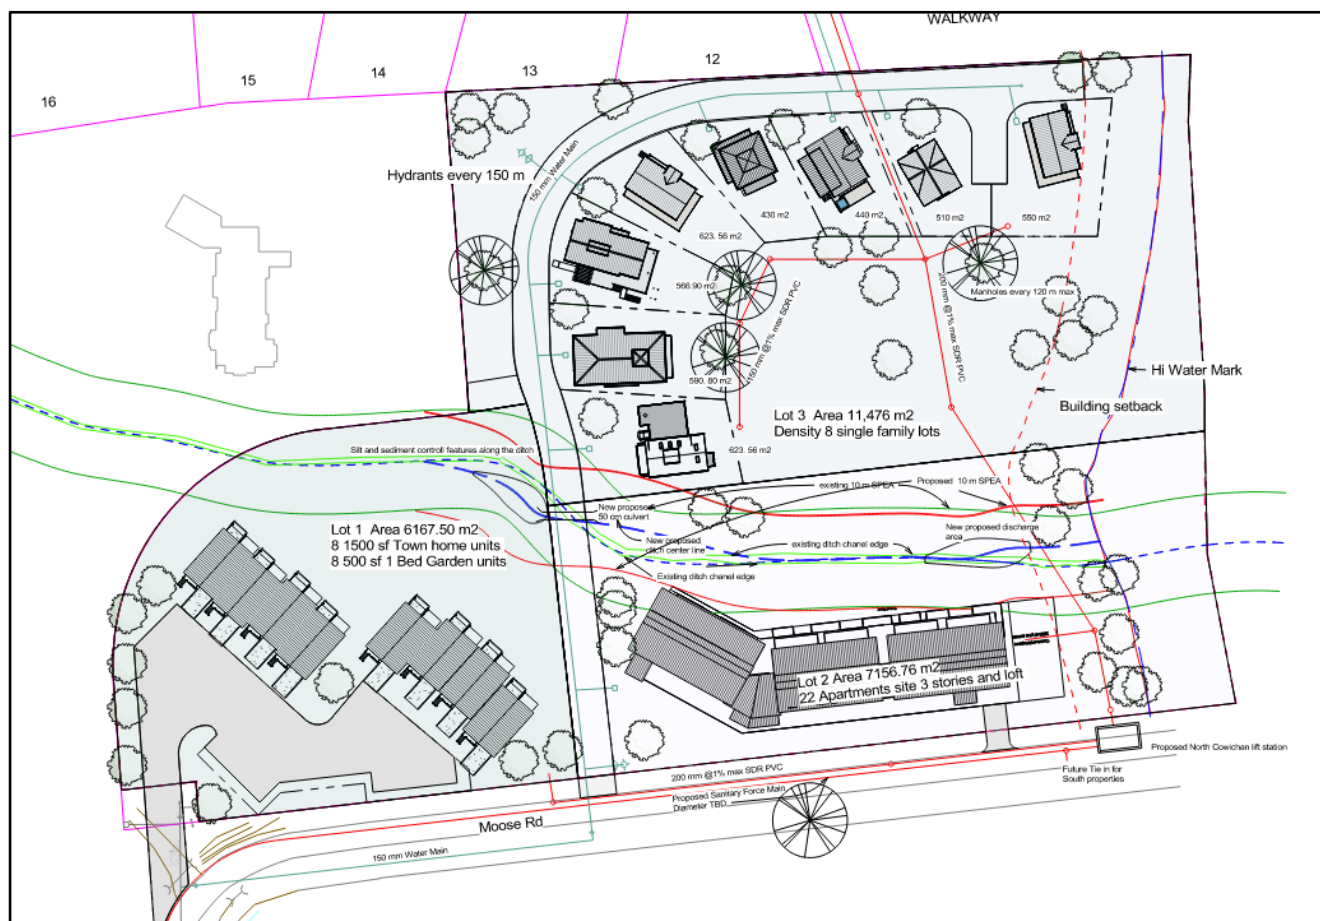 WALKWAY
12
13
14
15
16
150 mm Water Main
Hydrants every 150 m
430 m2
440 m2
510 m2
550 m2
623. 56 m2
568.90 m2
Manholes every 120 m max
200 mm @1% max SDR PVC
150 mm @1% max SDR PVC
590. 80 m2
Hi Water Mark
Building setback
Lot 3 Area 11,476 m2
Density 8 single family lots
623. 56 m2
Silt and sediment controll features along the ditch
existing 10 m SPEA
Proposed 10 m SPEA
New proposed
50 cm culvert
New proposed discharge
area
Lot 1 Area 6167.50 m2
8 1500 sf Town home units
8 500 sf 1 Bed Garden units
New proposed
ditch center line
existing ditch chanel edge
Existing ditch chanel edge
Lot 2 Area 7156.76 m2
22 Apartments site 3 stories and loft
Proposed North Cowichan lift station
200 mm @1% max SDR PVC
Future Tie in for
South properties
Proposed Sanitary Force Main
Diameter TBD
Moose Rd
150 mm Water Main